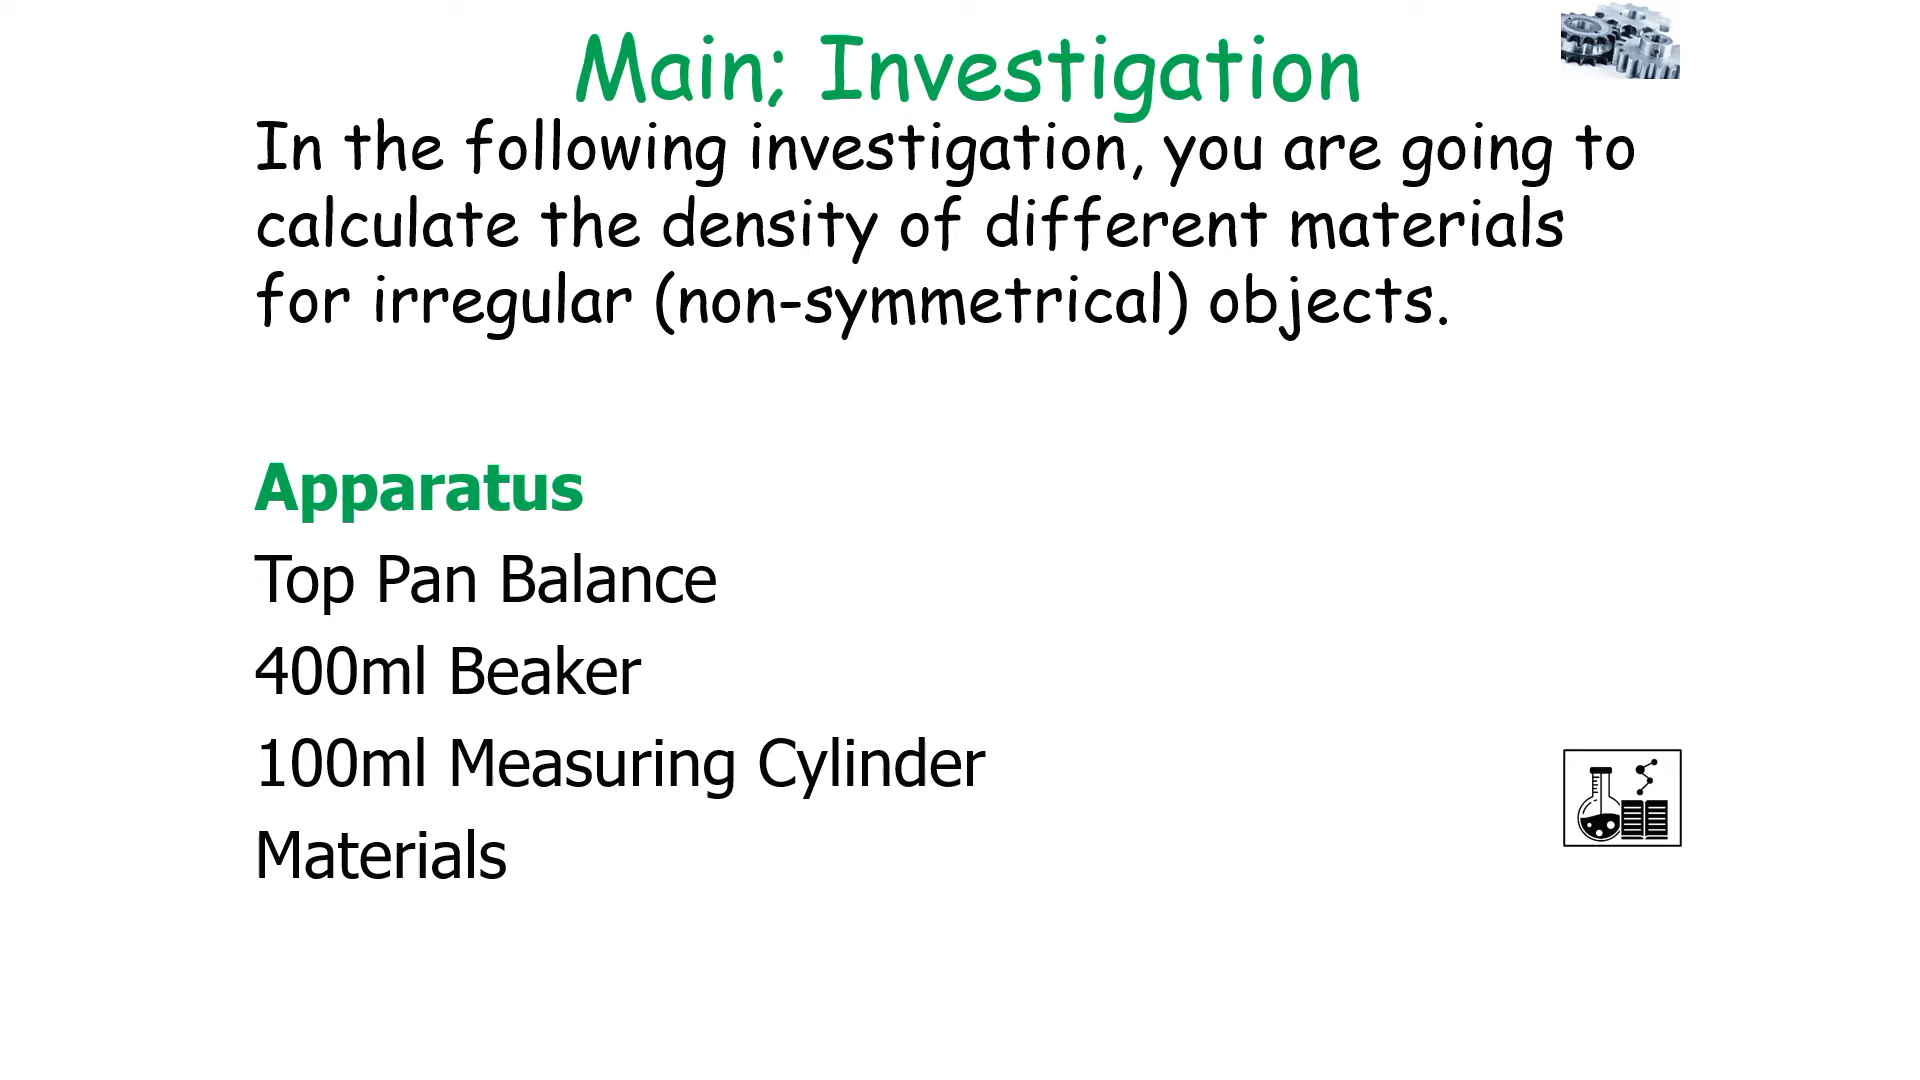 Main; Investigation
In the following investigation, you are going to
calculate the density of different materials
for irregular (non-symmetrical) objects.
Apparatus
Top Pan Balance
400ml Beaker
100ml Measuring Cylinder
Materials